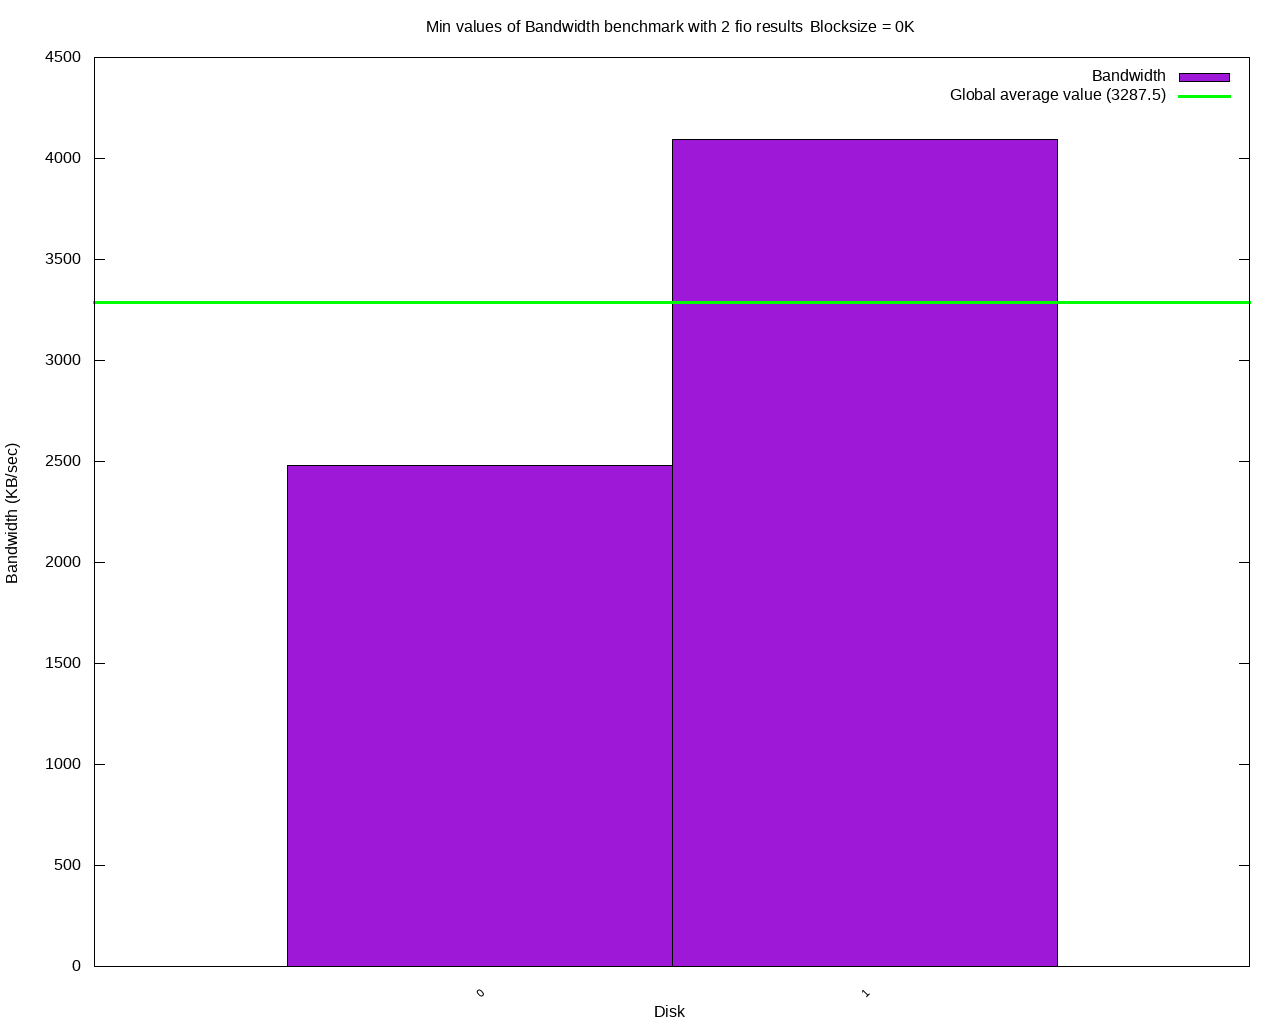 Min values of Bandwidth benchmark with 2 fio results Blocksize = 0K
Bandwidth
Global average value (3287.5)
4500
4000
3500
3000
2500
2000
1500
1000
500
0
Bandwidth (KB/sec)
0
1
Disk